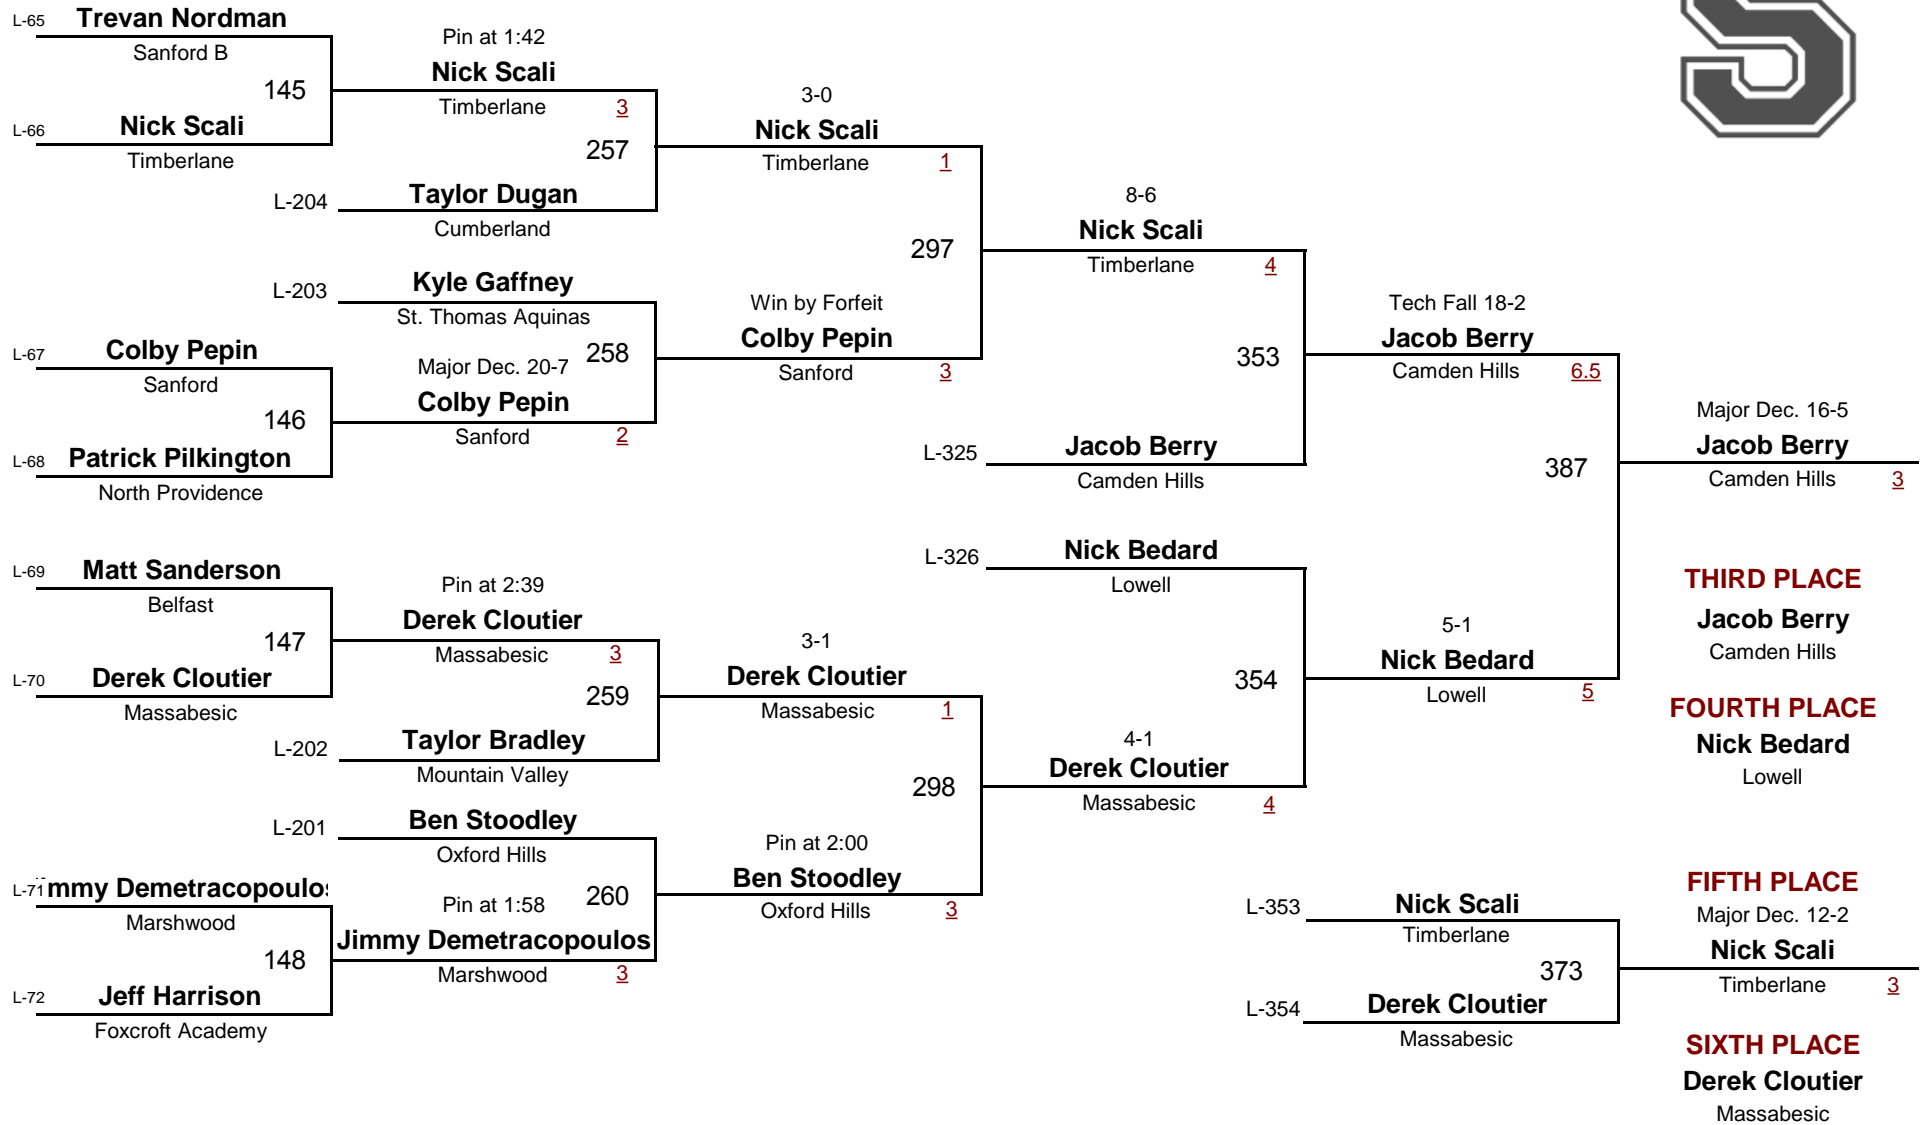 L-65 Trevan Nordman
Sanford B
145
L-66 Nick Scali
Timberlane
Pin at 1:42
Nick Scali
Timberlane 3
257
L-204 Taylor Dugan
Cumberland
L-203 Kyle Gaffney
St. Thomas Aquinas
258
L-67 Colby Pepin
Sanford
146
L-68 Patrick Pilkington
North Providence
Major Dec. 20-7
Colby Pepin
Sanford 2
3-0
Nick Scali
Timberlane 1
297
Win by Forfeit
Colby Pepin
Sanford 3
8-6
Nick Scali
Timberlane 4
353
L-325 Jacob Berry
Camden Hills
Tech Fall 18-2
Jacob Berry
Camden Hills 6.5
387
Major Dec. 16-5
Jacob Berry
Camden Hills 3
L-69 Matt Sanderson
Belfast
147
L-70 Derek Cloutier
Massabesic
Pin at 2:39
Derek Cloutier
Massabesic 3
259
L-202 Taylor Bradley
Mountain Valley
L-201 Ben Stoodley
Oxford Hills
260
L-71 mmy Demetracopoulos
Marshwood
148
L-72 Jeff Harrison
Foxcroft Academy
Pin at 1:58
Jimmy Demetracopoulos
Marshwood 3
3-1
Derek Cloutier
Massabesic 1
298
Pin at 2:00
Ben Stoodley
Oxford Hills 3
L-326 Nick Bedard
Lowell
354
4-1
Derek Cloutier
Massabesic 4
5-1
Nick Bedard
Lowell 5
THIRD PLACE
Jacob Berry
Camden Hills
FOURTH PLACE
Nick Bedard
Lowell
L-353 Nick Scali
Timberlane
373
L-354 Derek Cloutier
Massabesic
FIFTH PLACE
Major Dec. 12-2
Nick Scali
Timberlane 3
SIXTH PLACE
Derek Cloutier
Massabesic
S